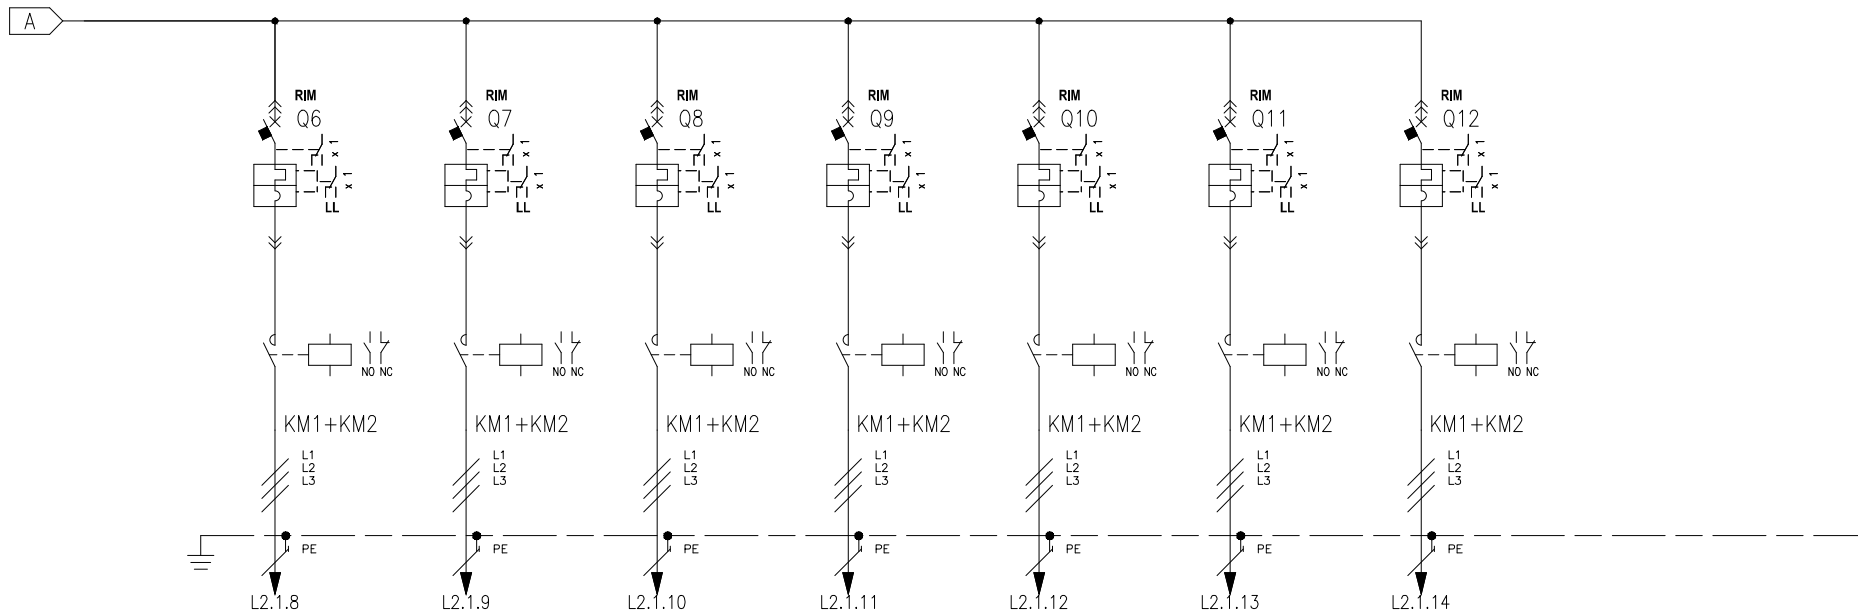 A
RIM RIM RIM RIM RIM RIM RIM
Q6 Q7 Q8 Q9 Q10 Q11 Q12
x 1 x 1 x 1 x 1 x 1 x 1 x 1
x 1 x 1 x 1 x 1 x 1 x 1 x 1
LL LL LL LL LL LL LL
NO NC NO NC NO NC NO NC NO NC NO NC NO NC
KM1+KM2 KM1+KM2 KM1+KM2 KM1+KM2 KM1+KM2 KM1+KM2 KM1+KM2
L1 L1 L1 L1 L1 L1 L1
L2 L2 L2 L2 L2 L2 L2
L3 L3 L3 L3 L3 L3 L3
PE PE PE PE PE PE PE
L2.1.8 L2.1.9 L2.1.10 L2.1.11 L2.1.12 L2.1.13 L2.1.14